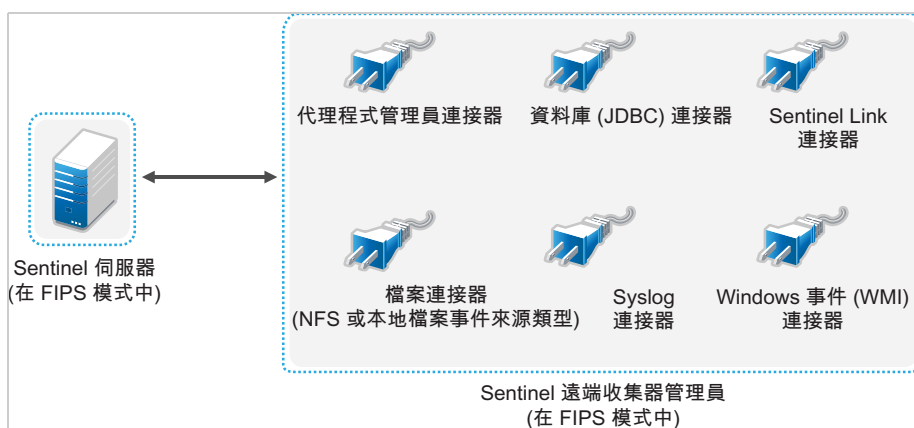 代理程式管理員連接器
資料庫 (JDBC) 連接器
Sentinel Link
連接器
Sentinel 伺服器
(在 FIPS 模式中)
檔案連接器
(NFS 或本地檔案事件來源類型)
Syslog
連接器
Windows 事件 (WMI)
連接器
Sentinel 遠端收集器管理員
(在 FIPS 模式中)